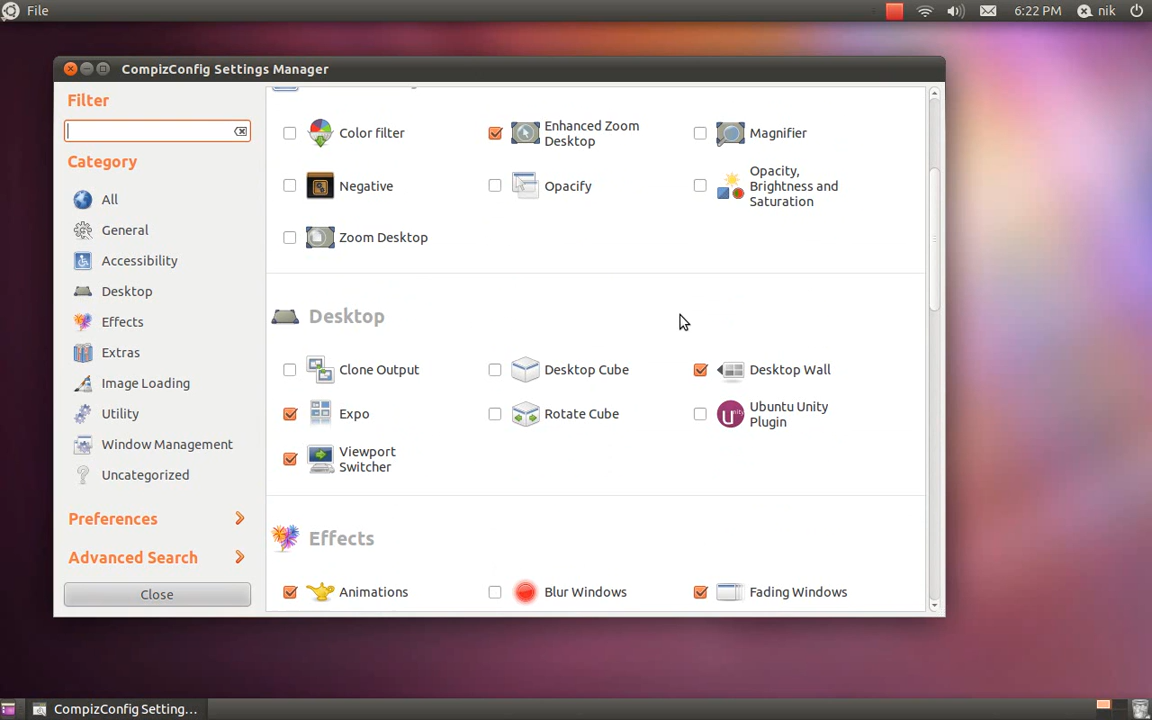 File
6:22 PM
nik
CompizConfig Settings Manager
Filter
Category
All
General
Accessibility
Desktop
Effects
Extras
Image Loading
Utility
Window Management
Uncategorized
Preferences
Advanced Search
Close
Color filter
Enhanced Zoom
Desktop
Magnifier
Negative
Opacify
Opacity,
Brightness and
Saturation
Zoom Desktop
Desktop
Clone Output
Desktop Cube
Desktop Wall
Expo
Rotate Cube
Ubuntu Unity
Plugin
Viewport
Switcher
Effects
Animations
Blur Windows
Fading Windows
CompizConfig Setting...